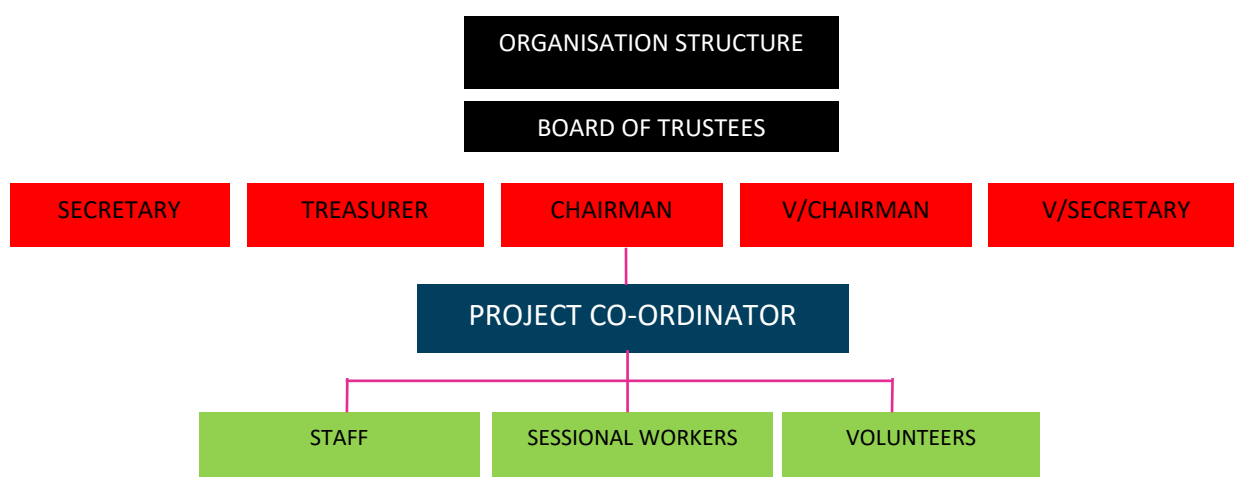 ORGANISATION STRUCTURE
BOARD OF TRUSTEES
SECRETARY
TREASURER
CHAIRMAN
V/CHAIRMAN
V/SECRETARY
PROJECT CO-ORDINATOR
STAFF
SESSIONAL WORKERS
VOLUNTEERS